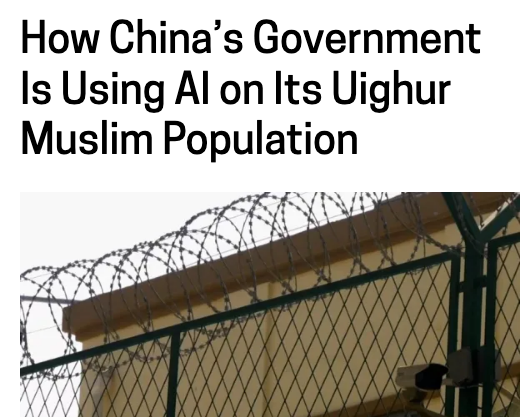 How China’s Government
Is Using AI on Its Uighur
Muslim Population